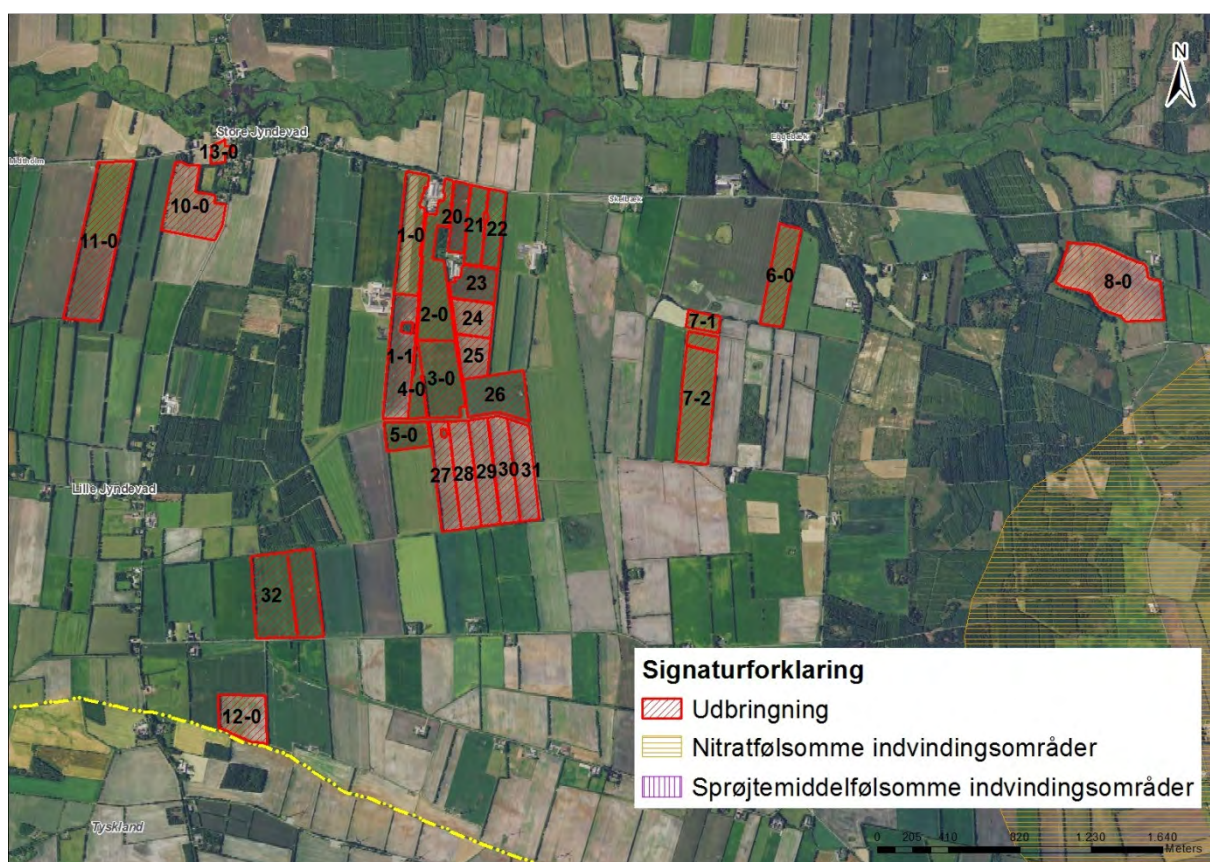 N
Store Jyndevad
13-0
10-0
11-0
1-0
20
21
22
Skelbæk
6-0
8-0
23
2-0
24
7-1
1-1
25
3-0
4-0
26
7-2
5-0
27
28
29
30
31
Lille Jyndevad
32
12-0
Tyskland
Signaturforklaring
Udbringning
Nitratfølsomme indvindingsområder
Sprøjtemiddelfølsomme indvindingsområder
0 205 410 820 1.230 1.640
Meters